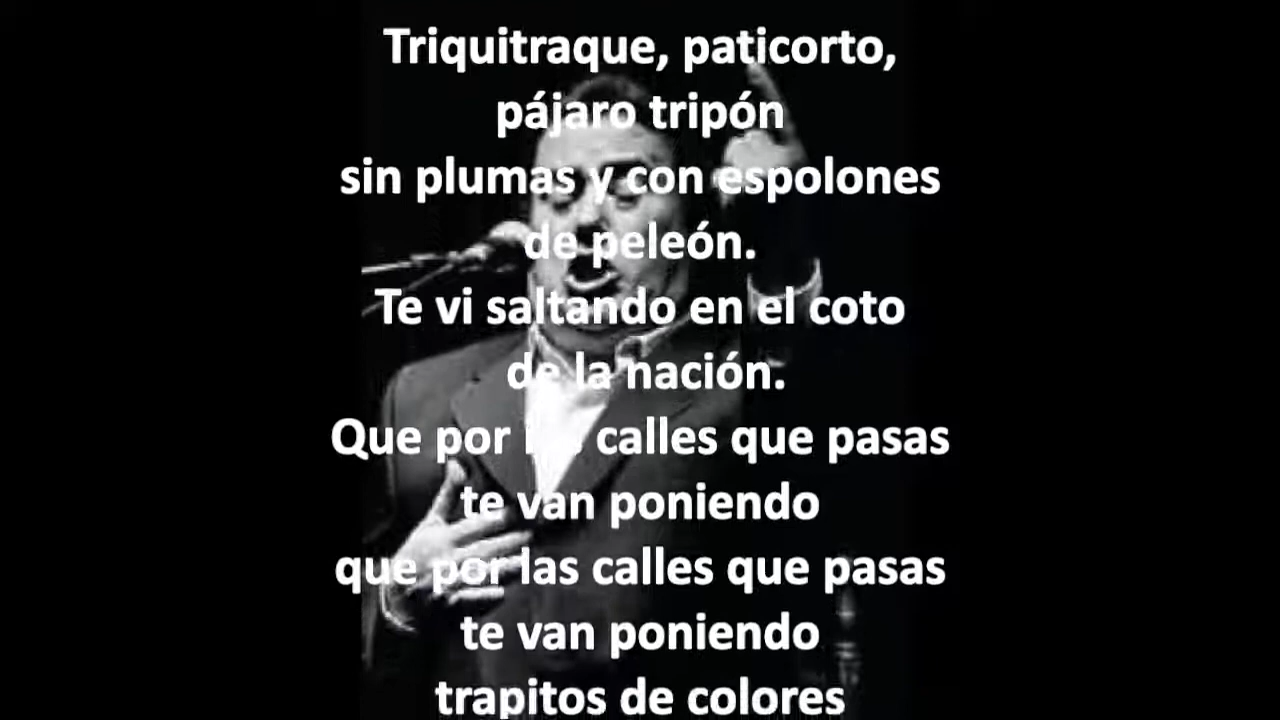 Triquitraque, paticorto,
pájaro tripón
sin plumas y con espolones
de peleón.
Te vi saltando en el coto
de la nación.
Que por las calles que pasas
te van poniendo
que por las calles que pasas
te van poniendo
trapitos de colores